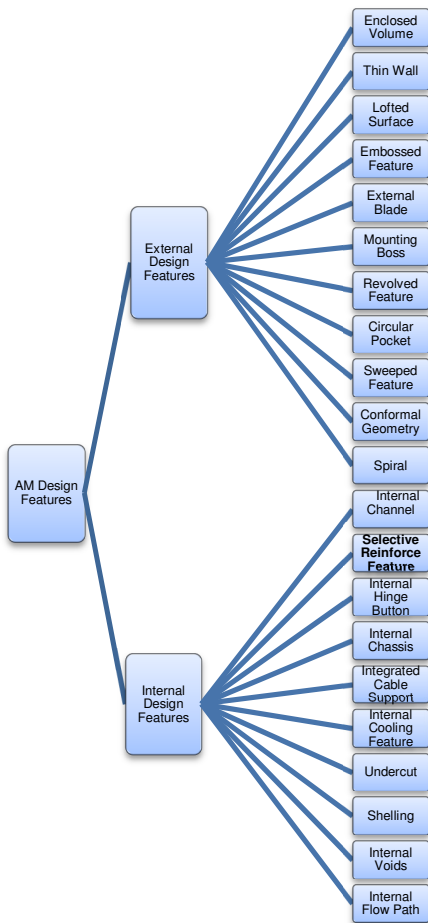 AM Design
Features
External
Design
Features
Enclosed
Volume
Thin Wall
Lofted
Surface
Embossed
Feature
External
Blade
Mounting
Boss
Revolved
Feature
Circular
Pocket
Sweeped
Feature
Conformal
Geometry
Spiral
Internal Design
Features
Internal
Channel
Selective
Reinforce
Feature
Internal
Hinge
Button
Internal
Chassis
Integrated
Cable
Support
Internal
Cooling
Feature
Undercut
Shelling
Internal
Voids
Internal
Flow Path